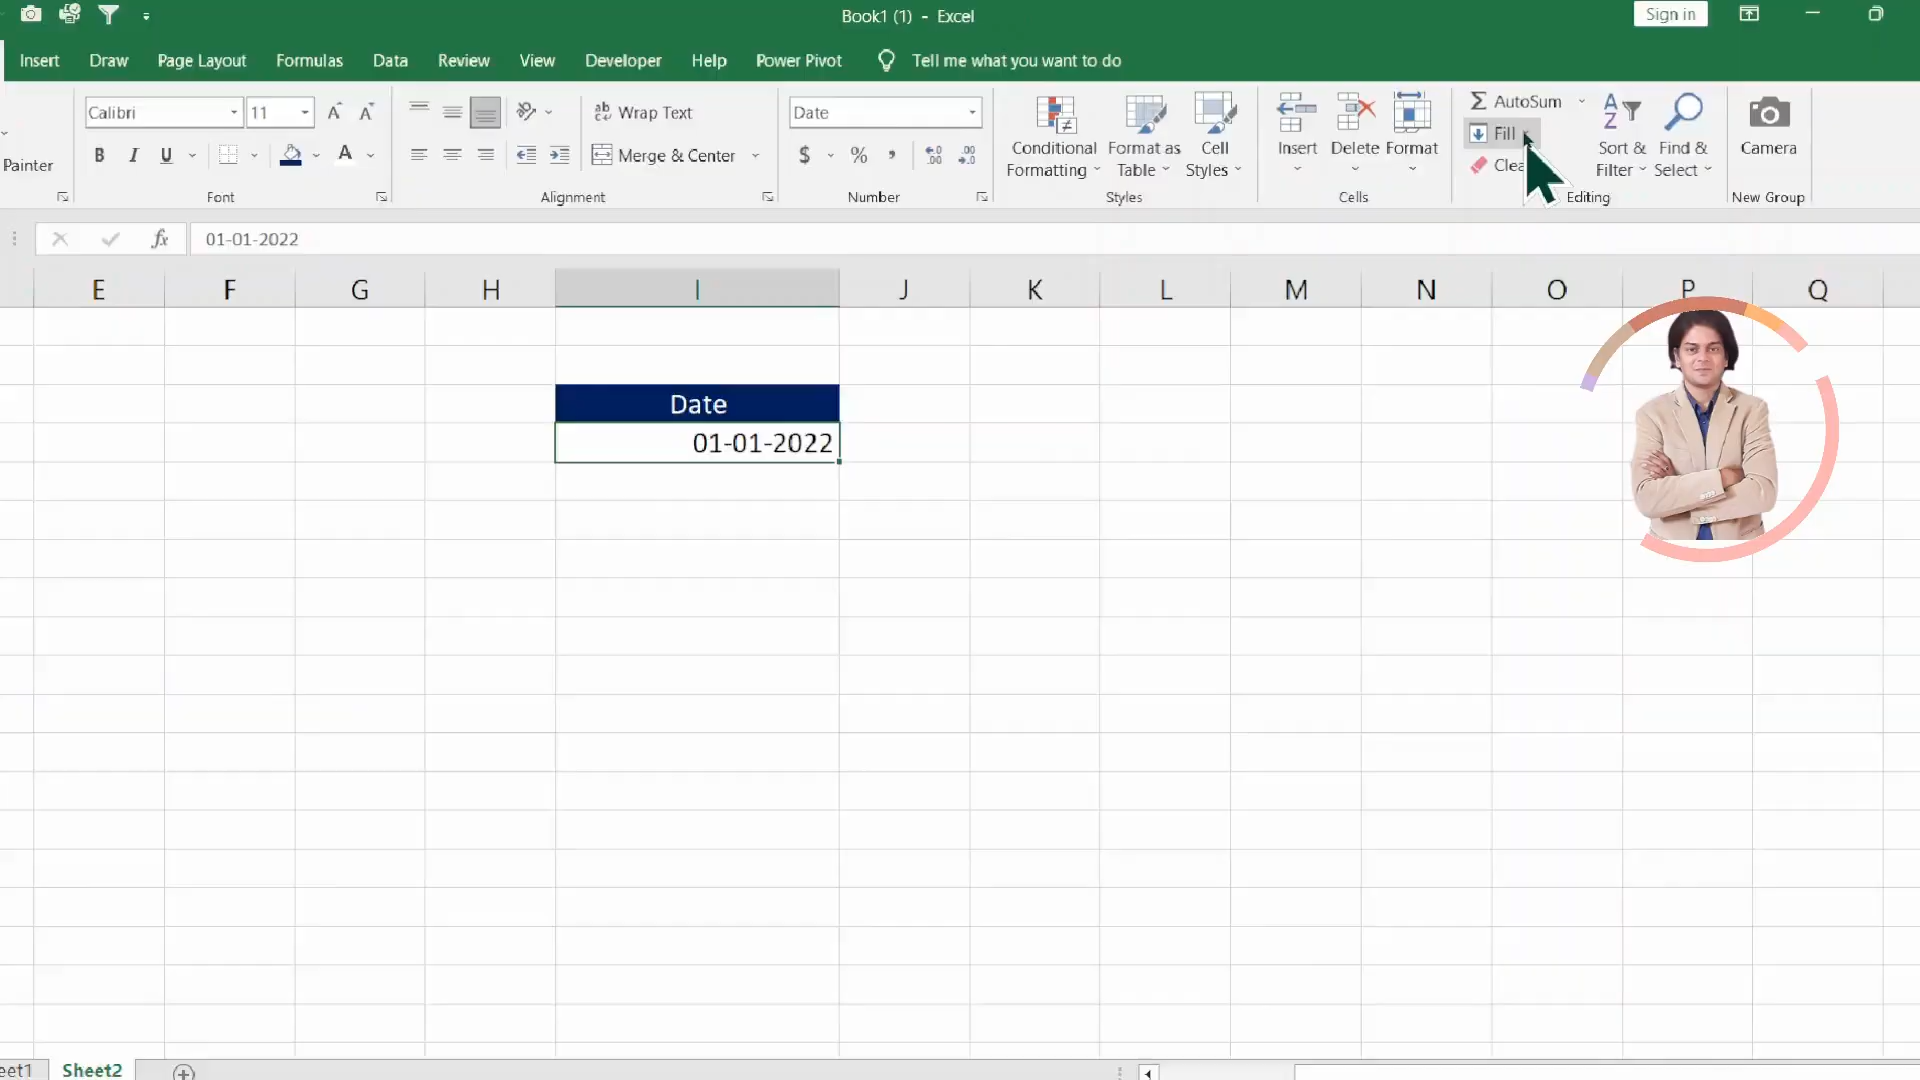 Book1 (1) - Excel
Sign in
Insert Draw Page Layout Formulas Data Review View Developer Help Power Pivot Tell me what you want to do
Painter
Calibri 11
B I U A
Font
ab Wrap Text
Merge & Center
Alignment
Date
$ % ,
Number
Conditional Formatting
Format as Table
Cell Styles
Styles
Insert Delete Format
Cells
AutoSum
Fill
Sort & Filter
Find & Select
Editing
Camera
New Group
fx 01-01-2022
E F G H I J K L M N O P Q
Date
01-01-2022
Sheet2